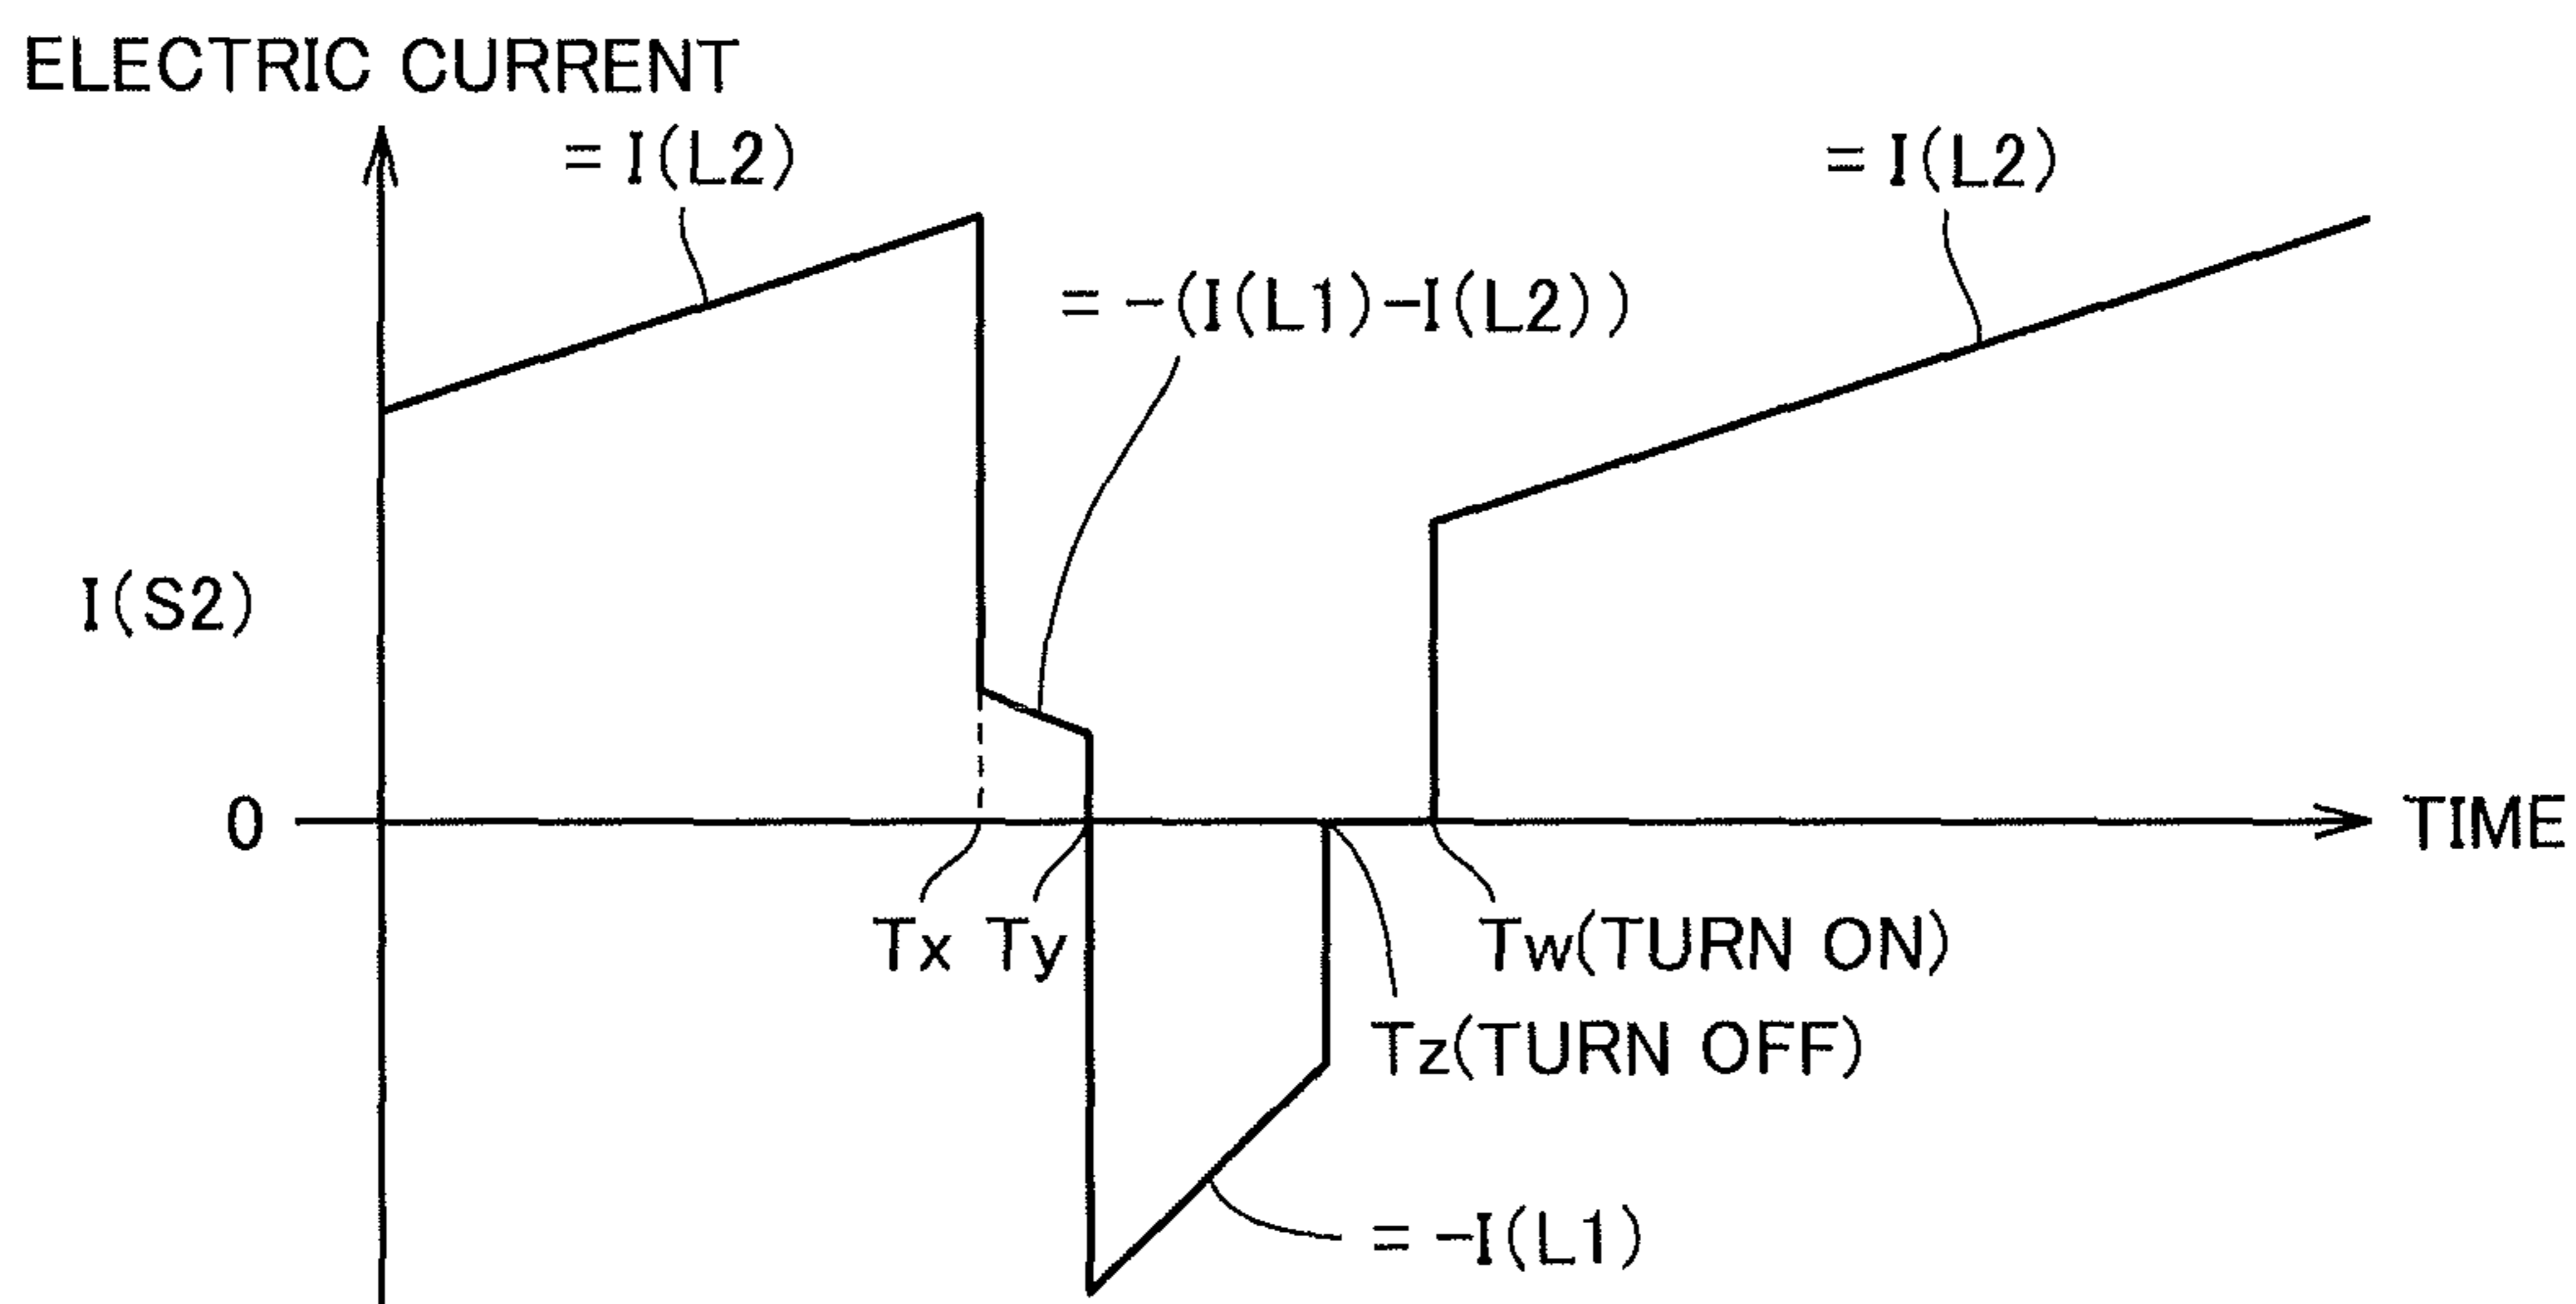 ELECTRIC CURRENT
= I(L2)
= I(L2)
= -(I(L1)-I(L2))
I(S2)
0
TIME
Tx Ty
Tw(TURN ON)
Tz(TURN OFF)
= -I(L1)